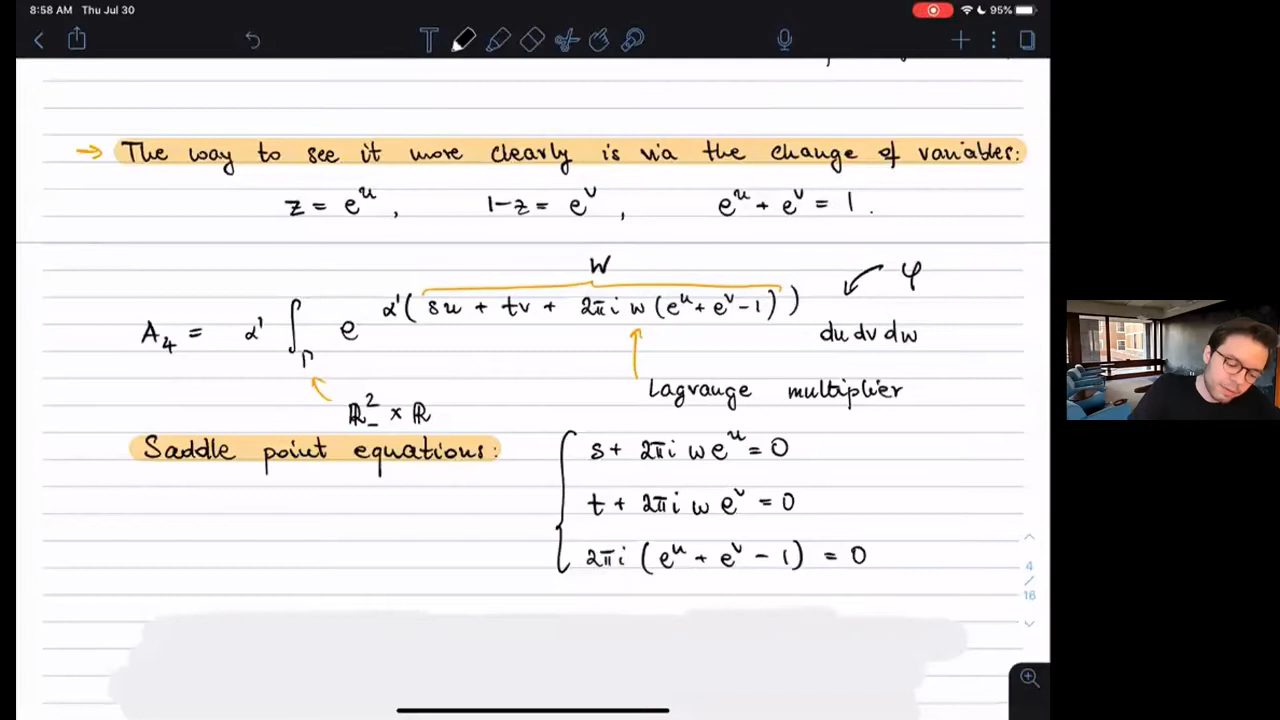 8:58 AM Thu Jul 30
95%
→ The way to see it more clearly is via the change of variables:
z = e^u, 1-z = e^v, e^u + e^v = 1.
W
φ
A_4 = α' ∫_Γ e^{α'(su + tv + 2πi w(e^u+e^v-1))} du dv dw
Lagrange multiplier
ℝ_-^2 × ℝ
Saddle point equations:
s + 2πi w e^u = 0
t + 2πi w e^v = 0
2πi (e^u + e^v - 1) = 0
4
/
16